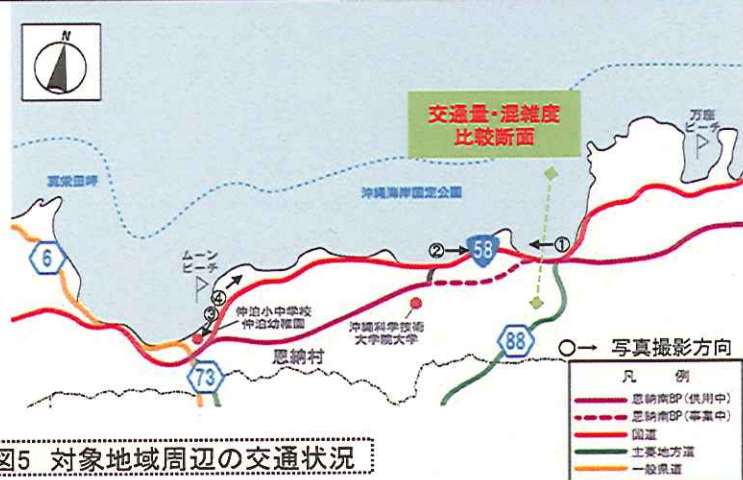 N
交通量・混雑度
比較断面
万座
ビーチ
真栄田岬
沖縄海岸国定公園
6
ムーン
ビーチ
②→
58
←①
④
③
仲泊小中学校
仲泊幼稚園
沖縄科学技術
大学院大学
恩納村
88
73
○→ 写真撮影方向
凡 例
恩納南BP(供用中)
恩納南BP(事業中)
国道
主要地方道
一般県道
図5 対象地域周辺の交通状況